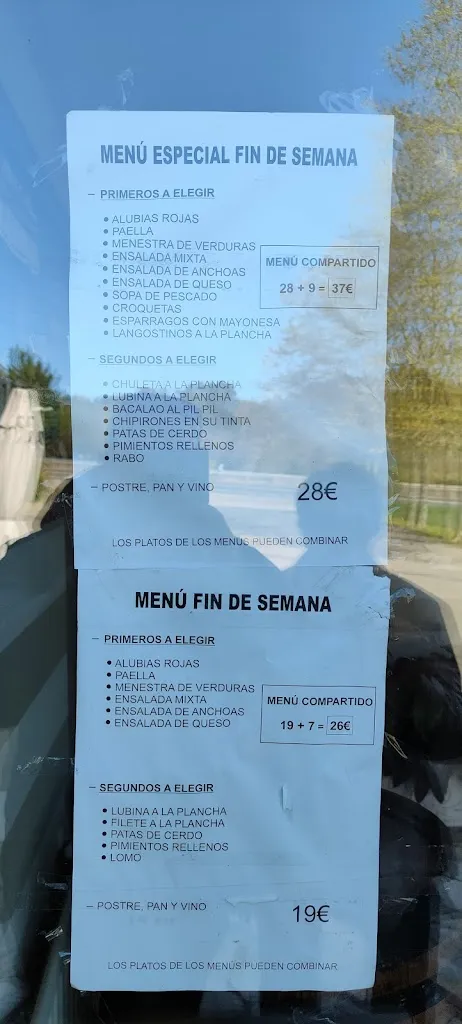 MENÚ ESPECIAL FIN DE SEMANA
– PRIMEROS A ELEGIR
• ALUBIAS ROJAS
• PAELLA
• MENESTRA DE VERDURAS
• ENSALADA MIXTA
• ENSALADA DE ANCHOAS
• ENSALADA DE QUESO
• SOPA DE PESCADO
• CROQUETAS
• ESPARRAGOS CON MAYONESA
• LANGOSTINOS A LA PLANCHA
MENÚ COMPARTIDO
28 + 9 = 37€
– SEGUNDOS A ELEGIR
• CHULETA A LA PLANCHA
• LUBINA A LA PLANCHA
• BACALAO AL PIL PIL
• CHIPIRONES EN SU TINTA
• PATAS DE CERDO
• PIMIENTOS RELLENOS
• RABO
– POSTRE, PAN Y VINO 28€
LOS PLATOS DE LOS MENUS PUEDEN COMBINAR
MENÚ FIN DE SEMANA
– PRIMEROS A ELEGIR
• ALUBIAS ROJAS
• PAELLA
• MENESTRA DE VERDURAS
• ENSALADA MIXTA
• ENSALADA DE ANCHOAS
• ENSALADA DE QUESO
MENÚ COMPARTIDO
19 + 7 = 26€
– SEGUNDOS A ELEGIR
• LUBINA A LA PLANCHA
• FILETE A LA PLANCHA
• PATAS DE CERDO
• PIMIENTOS RELLENOS
• LOMO
– POSTRE, PAN Y VINO 19€
LOS PLATOS DE LOS MENÚS PUEDEN COMBINAR